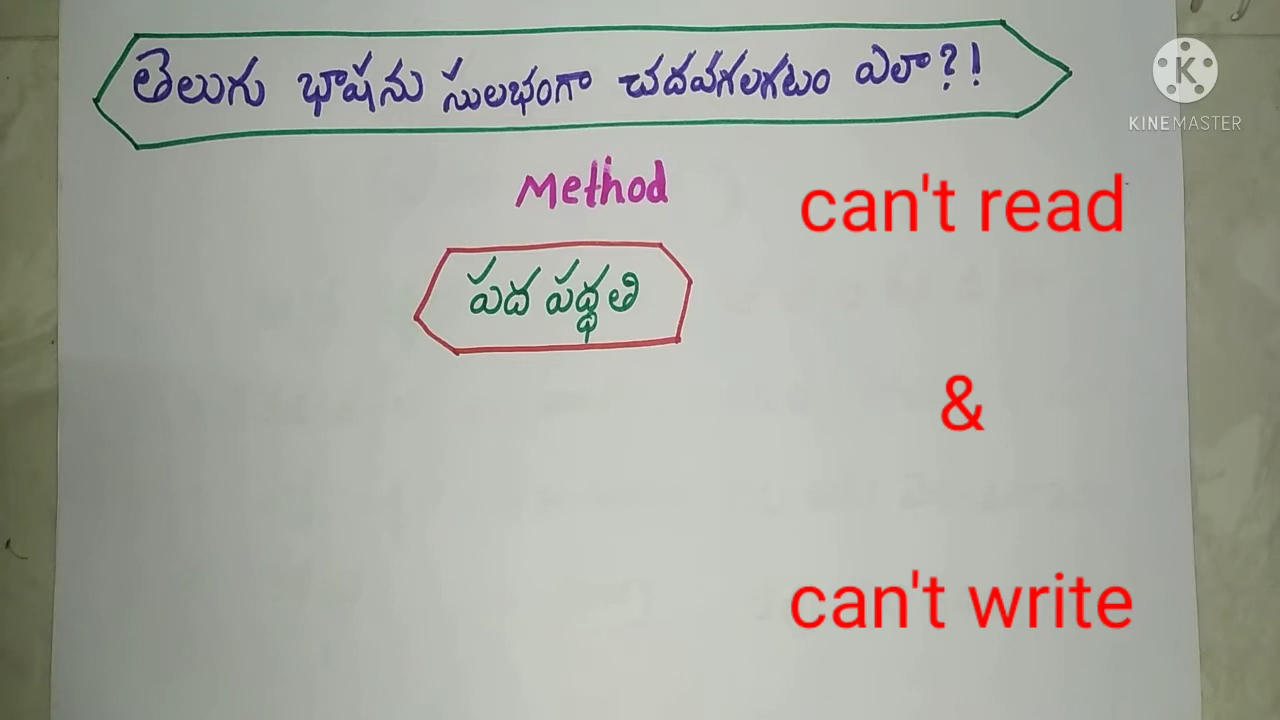 తెలుగు భాషను సులభంగా చదవగలగటం ఎలా?!
KINEMASTER
Method
can't read
పద పద్ధతి
&
can't write